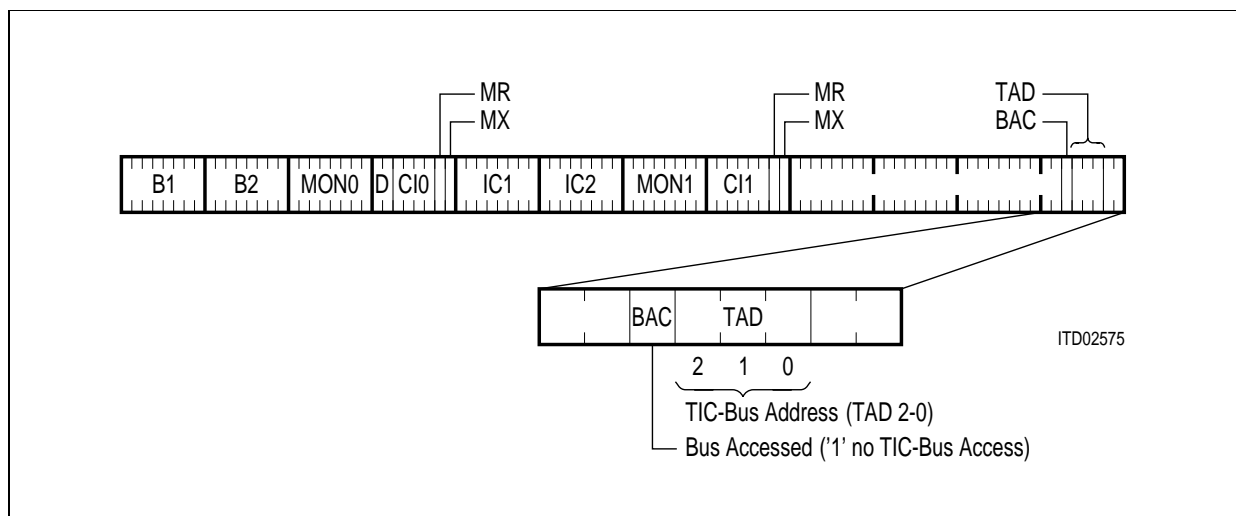 MR MR TAD
MX MX BAC
B1 B2 MON0 D CI0 IC1 IC2 MON1 CI1
BAC TAD
ITD02575
2 1 0
TIC-Bus Address (TAD 2-0)
Bus Accessed ('1' no TIC-Bus Access)